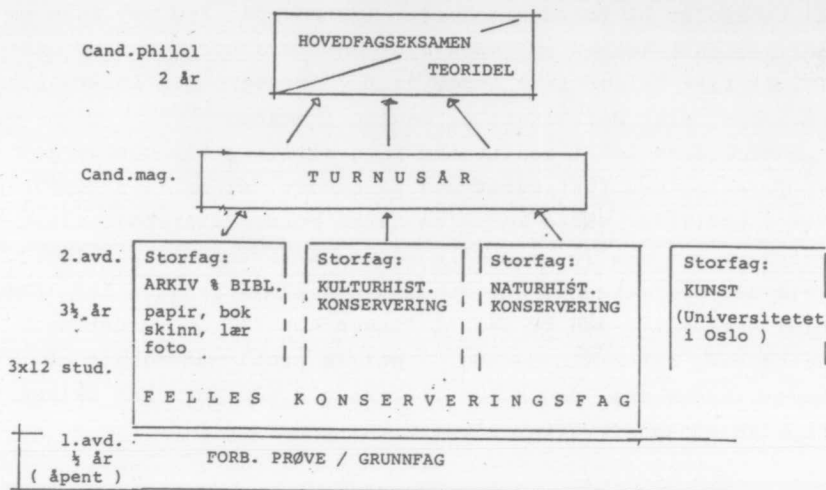 Cand.philol
2 år
HOVEDFAGSEKSAMEN
TEORIDEL
Cand.mag.
T U R N U S Å R
2.avd.
3½ år
3x12 stud.
Storfag:
ARKIV % BIBL.
papir, bok
skinn, lær
foto
Storfag:
KULTURHIST.
KONSERVERING
Storfag:
NATURHIST.
KONSERVERING
Storfag:
KUNST
(Universitetet
i Oslo )
F E L L E S K O N S E R V E R I N G S F A G
1.avd.
½ år
( åpent )
FORB. PRØVE / GRUNNFAG